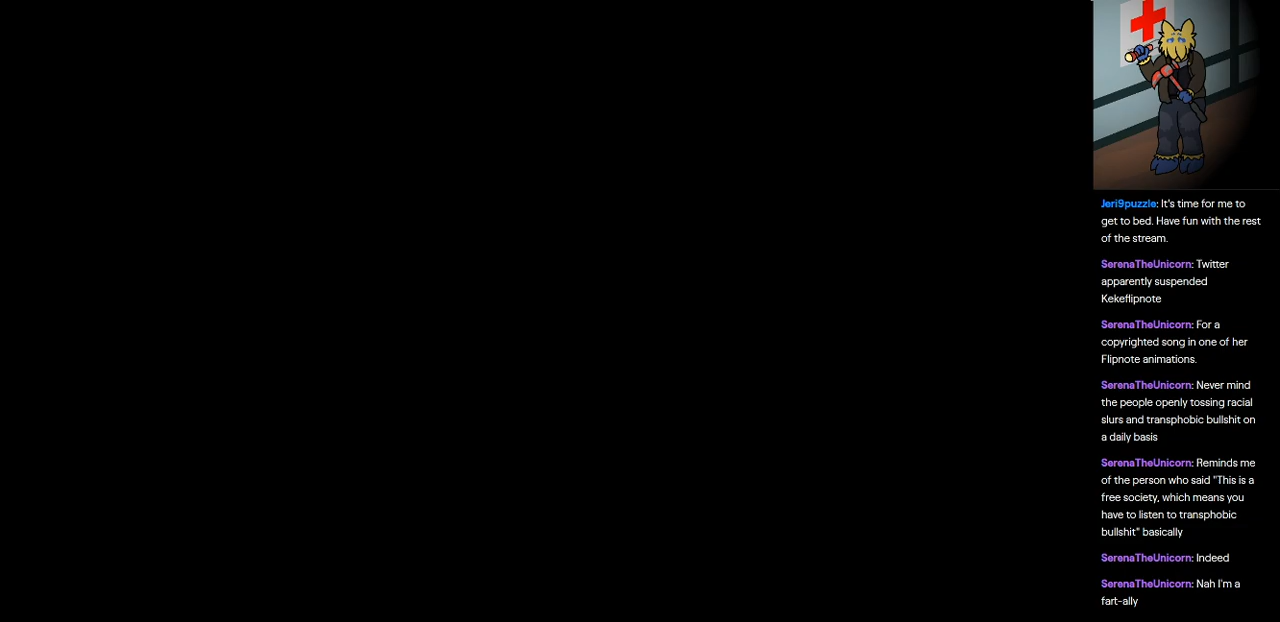 Jeri9puzzle: It's time for me to
get to bed. Have fun with the rest
of the stream.
SerenaTheUnicorn: Twitter
apparently suspended
Kekeflipnote
SerenaTheUnicorn: For a
copyrighted song in one of her
Flipnote animations.
SerenaTheUnicorn: Never mind
the people openly tossing racial
slurs and transphobic bullshit on
a daily basis
SerenaTheUnicorn: Reminds me
of the person who said "This is a
free society, which means you
have to listen to transphobic
bullshit" basically
SerenaTheUnicorn: Indeed
SerenaTheUnicorn: Nah I'm a
fart-ally